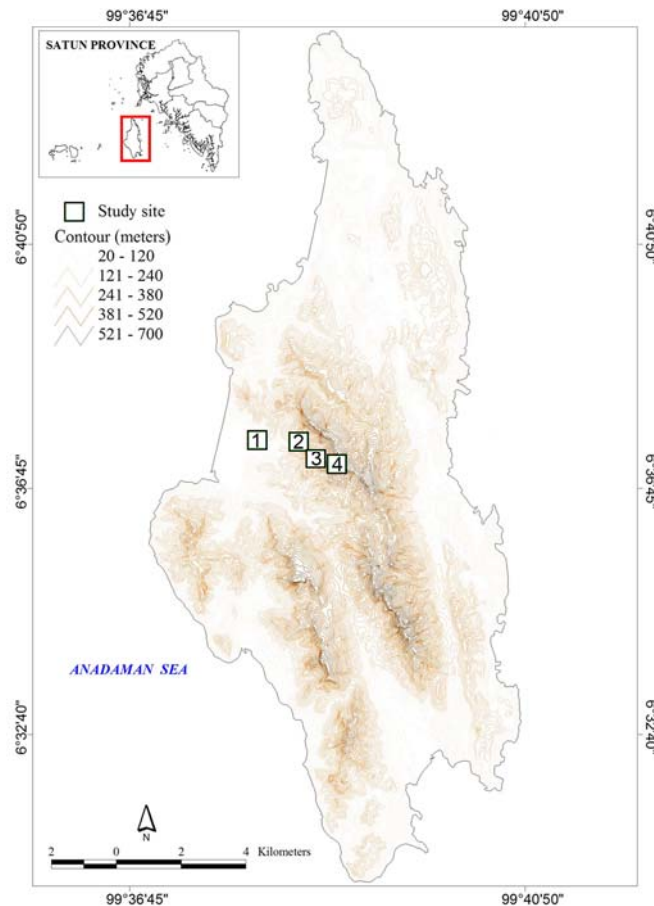 99°36'45"
99°40'50"
SATUN PROVINCE
6°40'50"
6°40'50"
Study site
Contour (meters)
20 - 120
121 - 240
241 - 380
381 - 520
521 - 700
1
2
3
4
6°36'45"
6°36'45"
ANADAMAN SEA
6°32'40"
6°32'40"
N
2 0 2 4 Kilometers
99°36'45"
99°40'50"